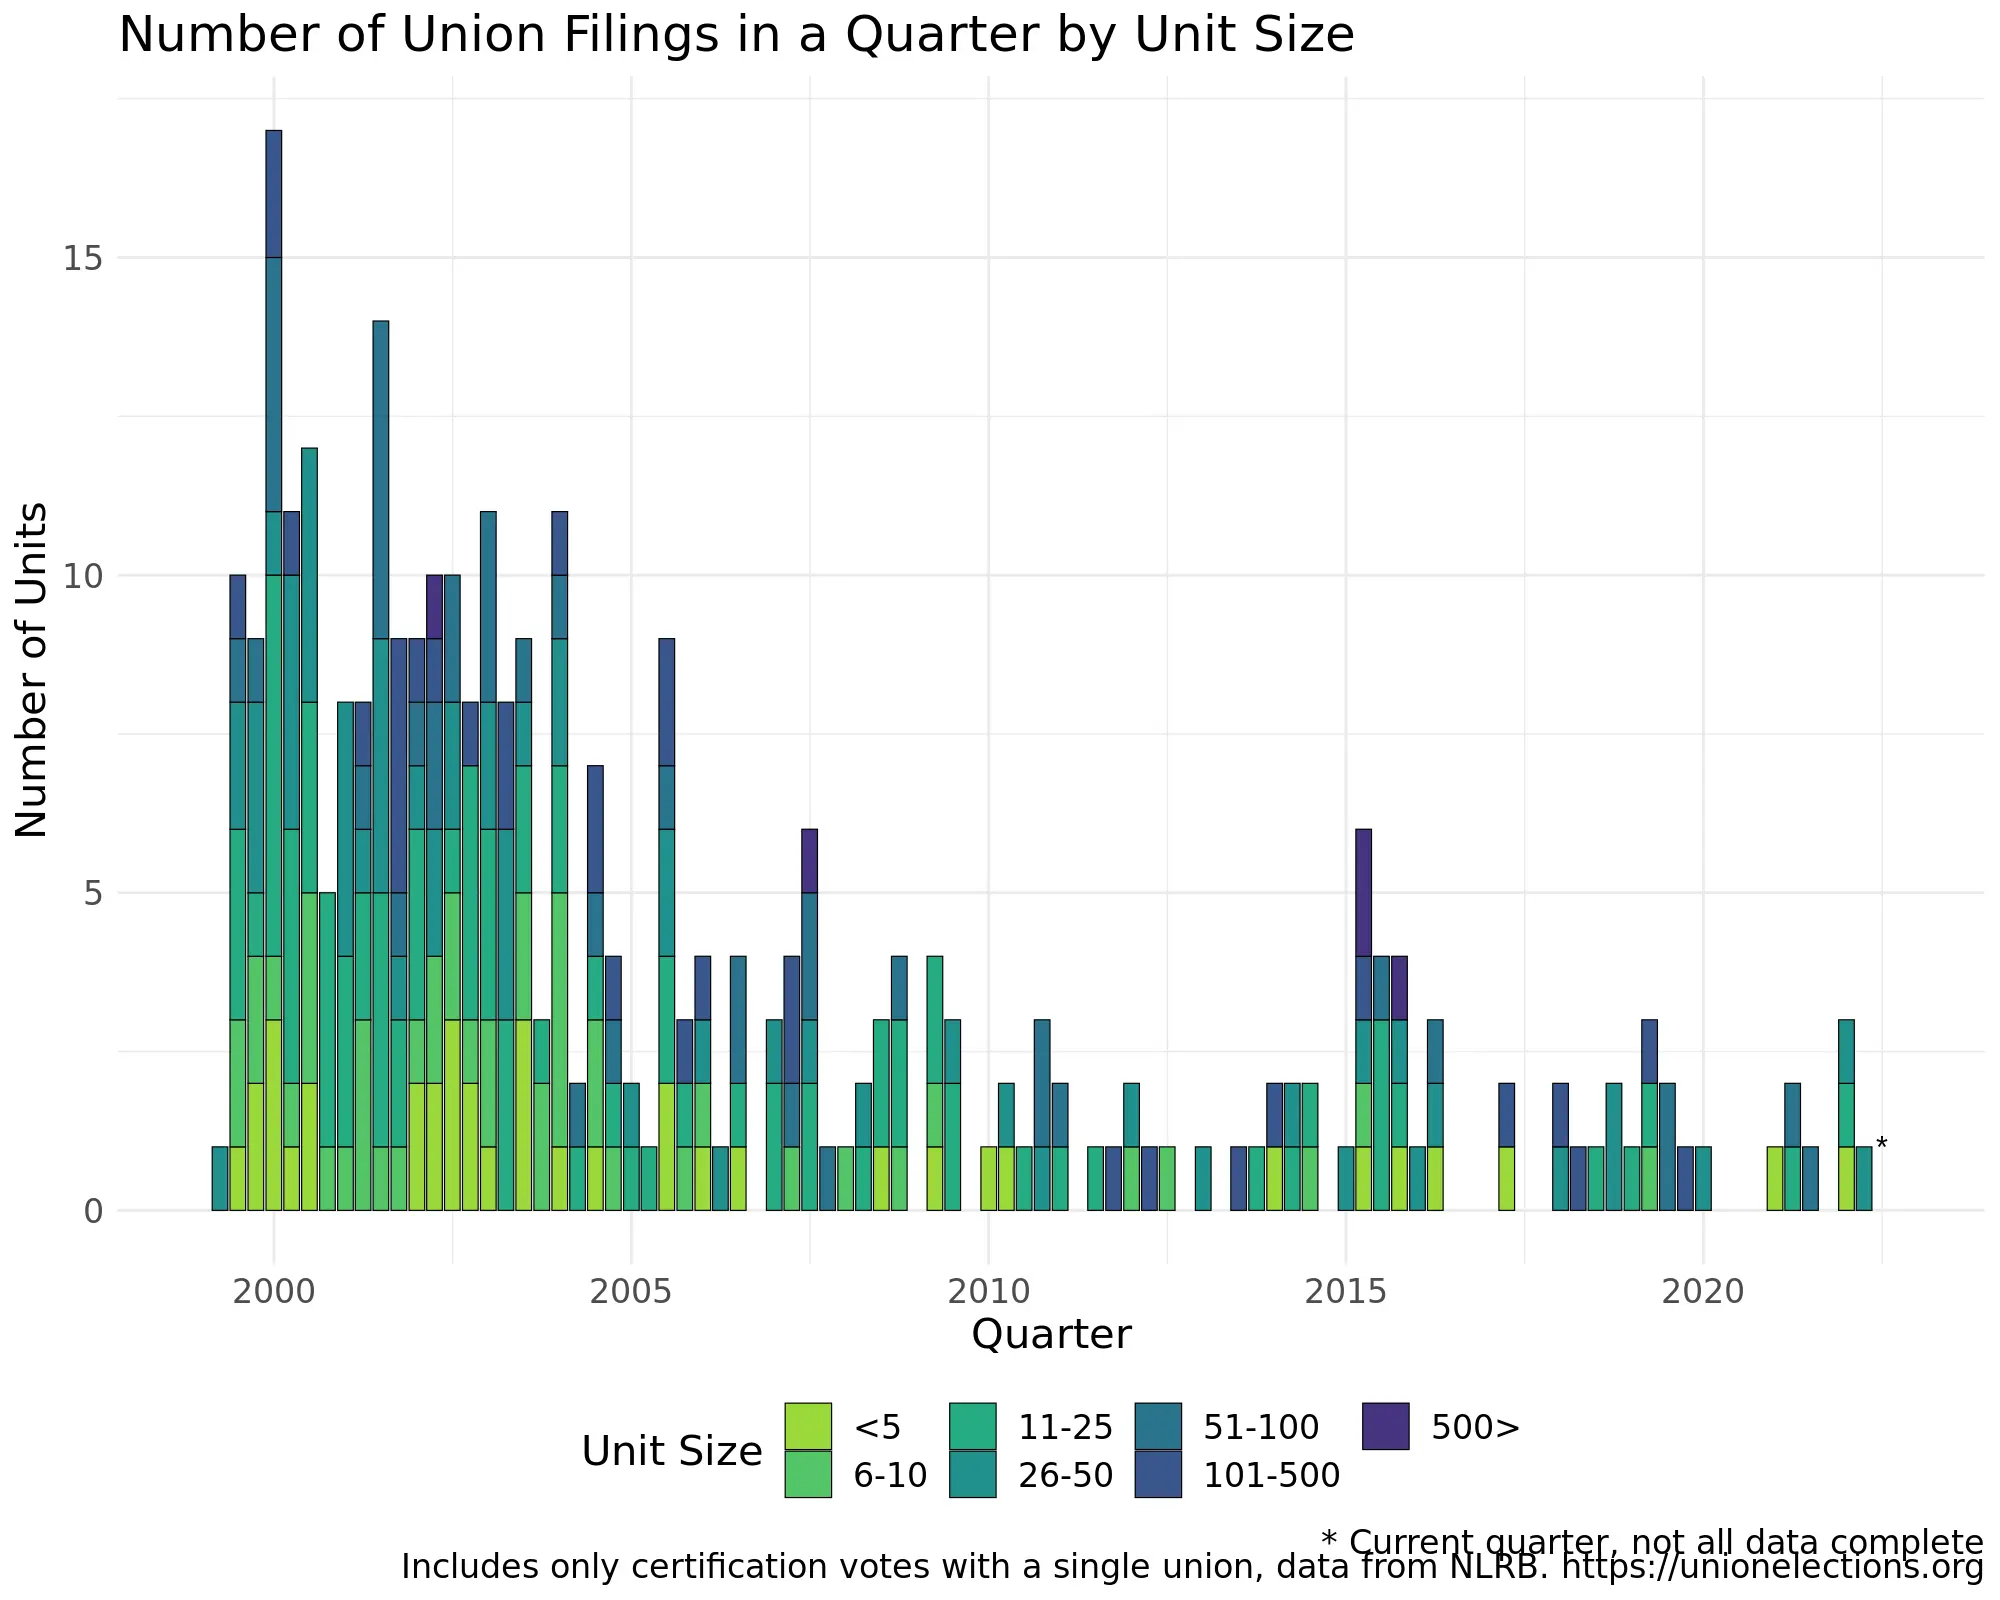 Number of Union Filings in a Quarter by Unit Size
Number of Units
15
10
5
0
*
2000 2005 2010 2015 2020
Quarter
Unit Size
<5 11-25 51-100 500>
6-10 26-50 101-500
* Current quarter, not all data complete
Includes only certification votes with a single union, data from NLRB. https://unionelections.org